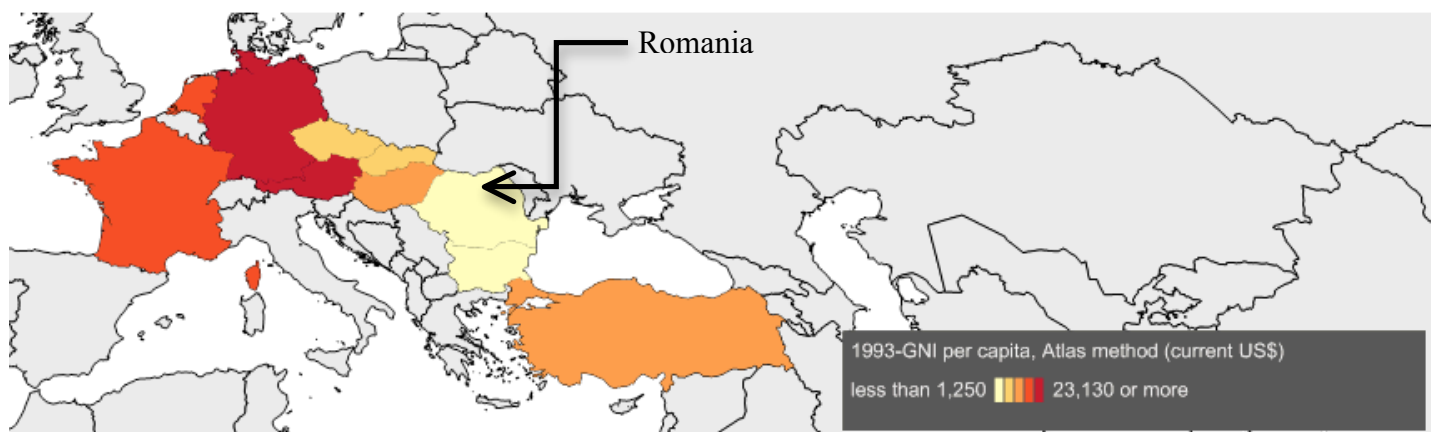 Romania
1993-GNI per capita, Atlas method (current US$)
less than 1,250 23,130 or more